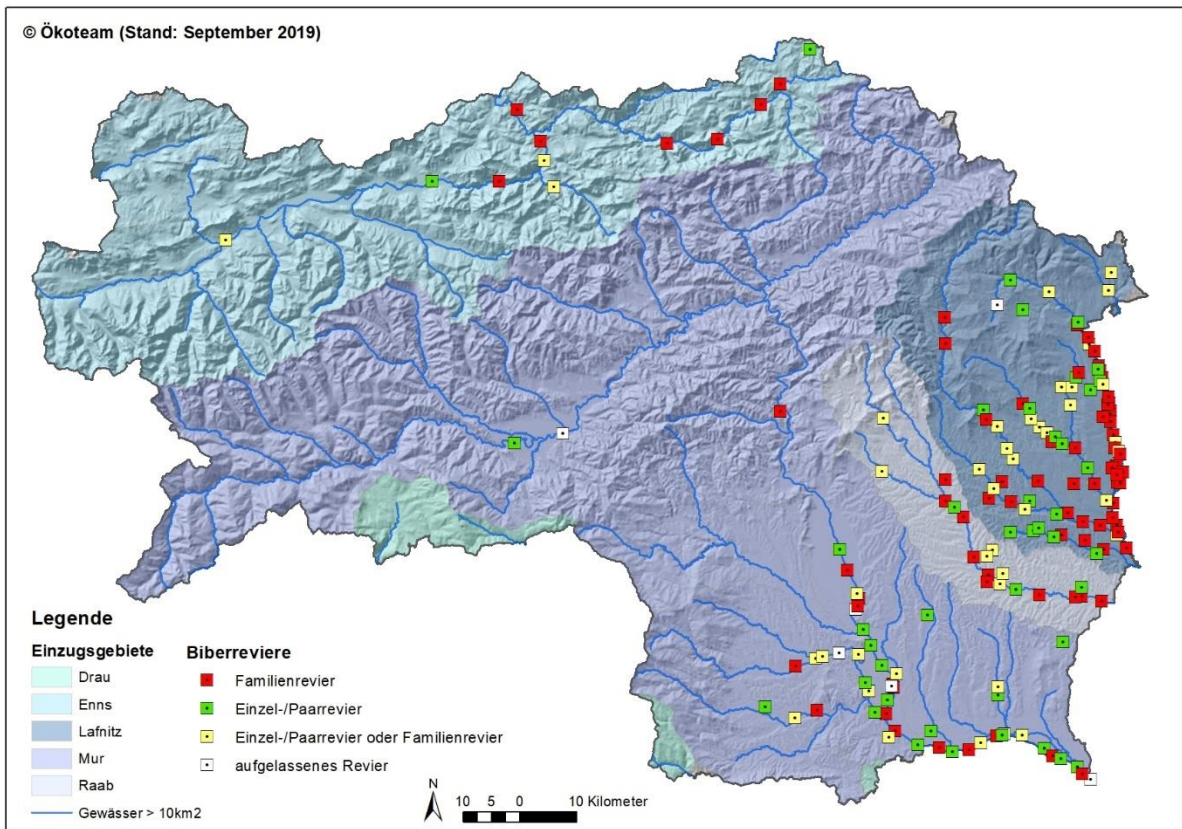 © Ökoteam (Stand: September 2019)
Legende
Einzugsgebiete
Drau
Enns
Lafnitz
Mur
Raab
Gewässer > 10km2
Biberreviere
Familienrevier
Einzel-/Paarrevier
Einzel-/Paarrevier oder Familienrevier
aufgelassenes Revier
N
10 5 0 10 Kilometer